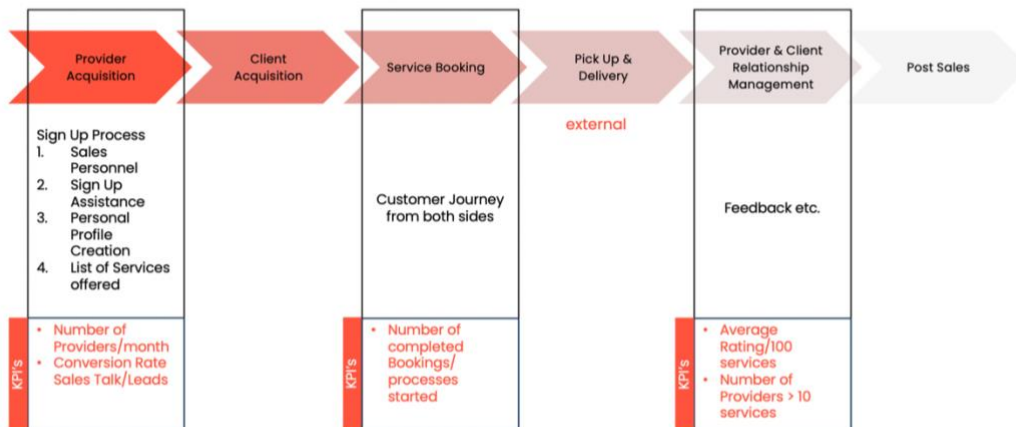 Provider
Acquisition
Client
Acquisition
Service Booking
Pick Up &
Delivery
Provider & Client
Relationship
Management
Post Sales
external
Sign Up Process
1. Sales
Personnel
2. Sign Up
Assistance
3. Personal
Profile
Creation
4. List of Services
offered
Customer Journey
from both sides
Feedback etc.
KPI's
• Number of
Providers/month
• Conversion Rate
Sales Talk/Leads
KPI's
• Number of
completed
Bookings/
processes
started
KPI's
• Average
Rating/100
services
• Number of
Providers > 10
services